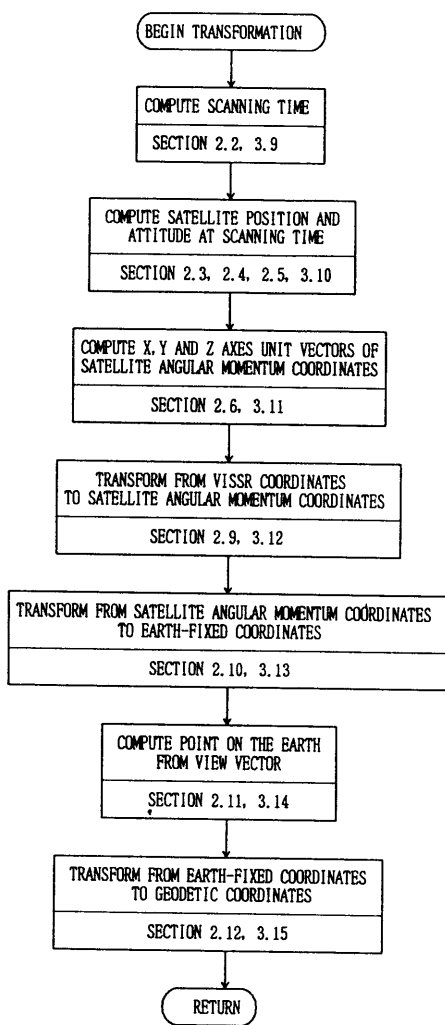 BEGIN TRANSFORMATION
COMPUTE SCANNING TIME
SECTION 2.2, 3.9
COMPUTE SATELLITE POSITION AND
ATTITUDE AT SCANNING TIME
SECTION 2.3, 2.4, 2.5, 3.10
COMPUTE X,Y AND Z AXES UNIT VECTORS OF
SATELLITE ANGULAR MOMENTUM COORDINATES
SECTION 2.6, 3.11
TRANSFORM FROM VISSR COORDINATES
TO SATELLITE ANGULAR MOMENTUM COORDINATES
SECTION 2.9, 3.12
TRANSFORM FROM SATELLITE ANGULAR MOMENTUM COORDINATES
TO EARTH-FIXED COORDINATES
SECTION 2.10, 3.13
COMPUTE POINT ON THE EARTH
FROM VIEW VECTOR
SECTION 2.11, 3.14
TRANSFORM FROM EARTH-FIXED COORDINATES
TO GEODETIC COORDINATES
SECTION 2.12, 3.15
RETURN